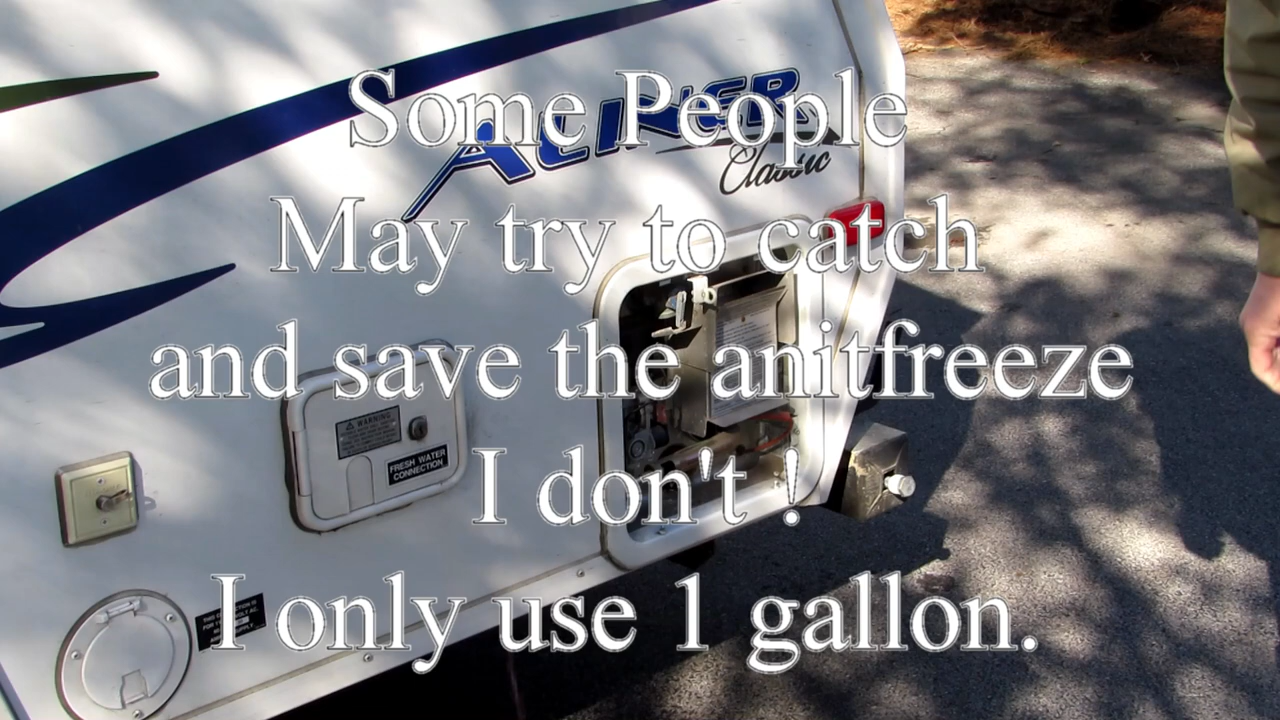 Some People
ALINER
Classic
May try to catch
and save the anitfreeze
WARNING
FRESH WATER
CONNECTION
I don't !
I only use 1 gallon.